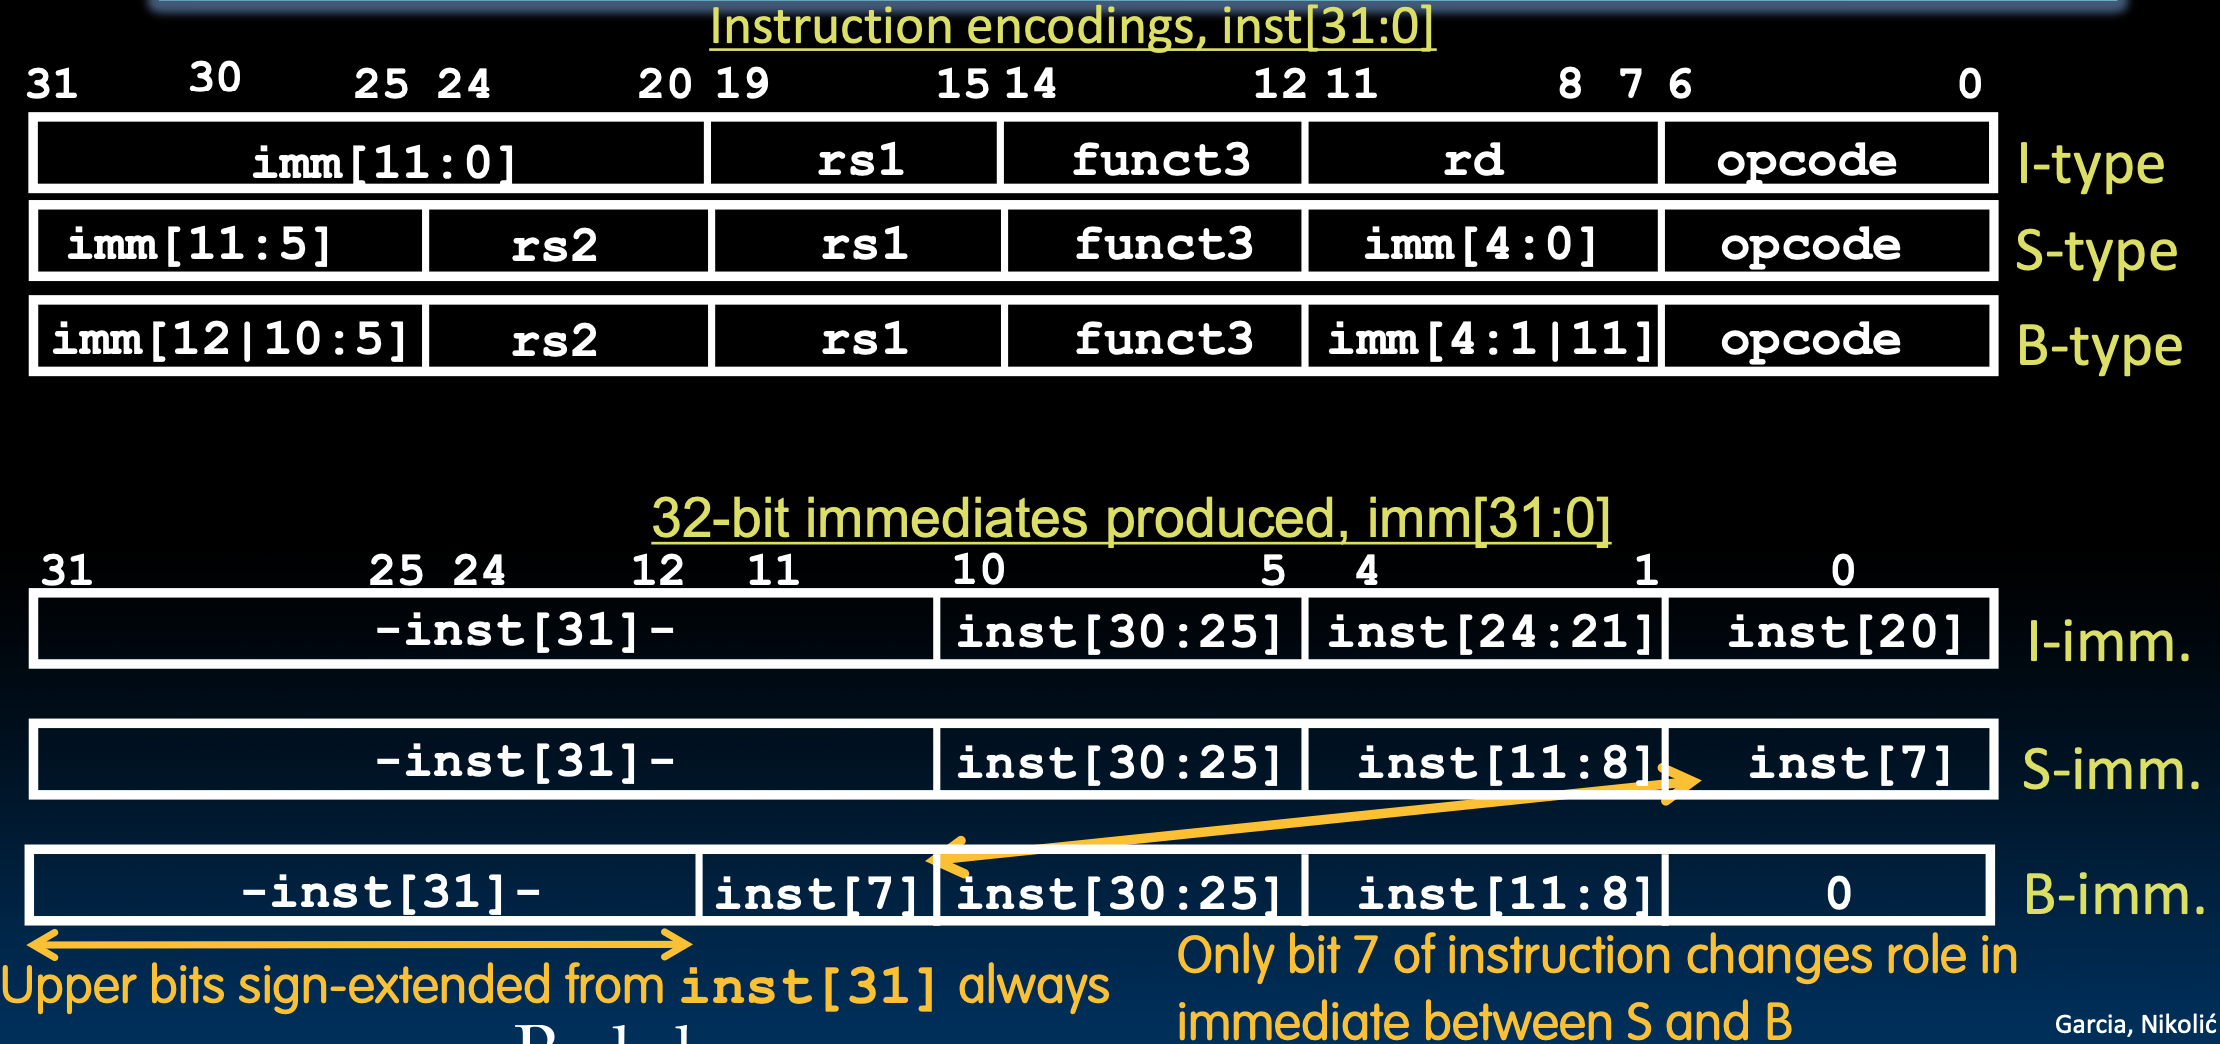 Instruction encodings, inst[31:0]
31 30 25 24 20 19 15 14 12 11 8 7 6 0
imm[11:0] rs1 funct3 rd opcode I-type
imm[11:5] rs2 rs1 funct3 imm[4:0] opcode S-type
imm[12|10:5] rs2 rs1 funct3 imm[4:1|11] opcode B-type
32-bit immediates produced, imm[31:0]
31 25 24 12 11 10 5 4 1 0
-inst[31]- inst[30:25] inst[24:21] inst[20] I-imm.
-inst[31]- inst[30:25] inst[11:8] inst[7] S-imm.
-inst[31]- inst[7] inst[30:25] inst[11:8] 0 B-imm.
Upper bits sign-extended from inst[31] always
Only bit 7 of instruction changes role in
immediate between S and B
Garcia, Nikolić